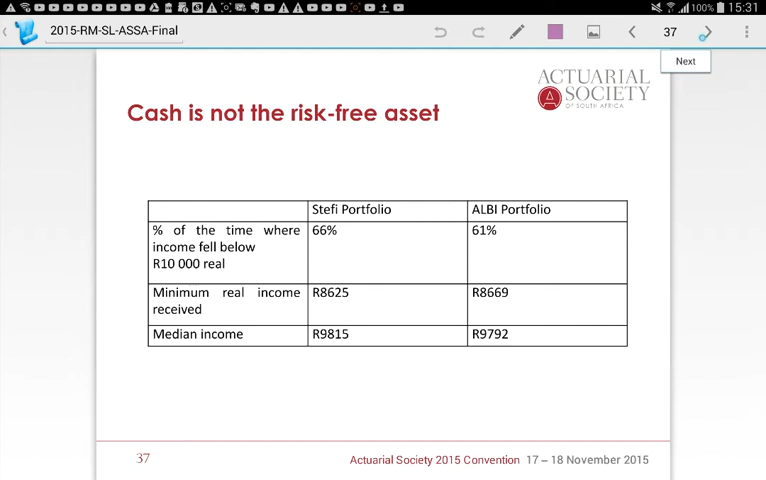 100% 15:31
2015-RM-SL-ASSA-Final
37
Next
ACTUARIAL
SOCIETY
OF SOUTH AFRICA
Cash is not the risk-free asset
Stefi Portfolio ALBI Portfolio
% of the time where 66% 61%
income fell below
R10 000 real
Minimum real income R8625 R8669
received
Median income R9815 R9792
37 Actuarial Society 2015 Convention 17 – 18 November 2015